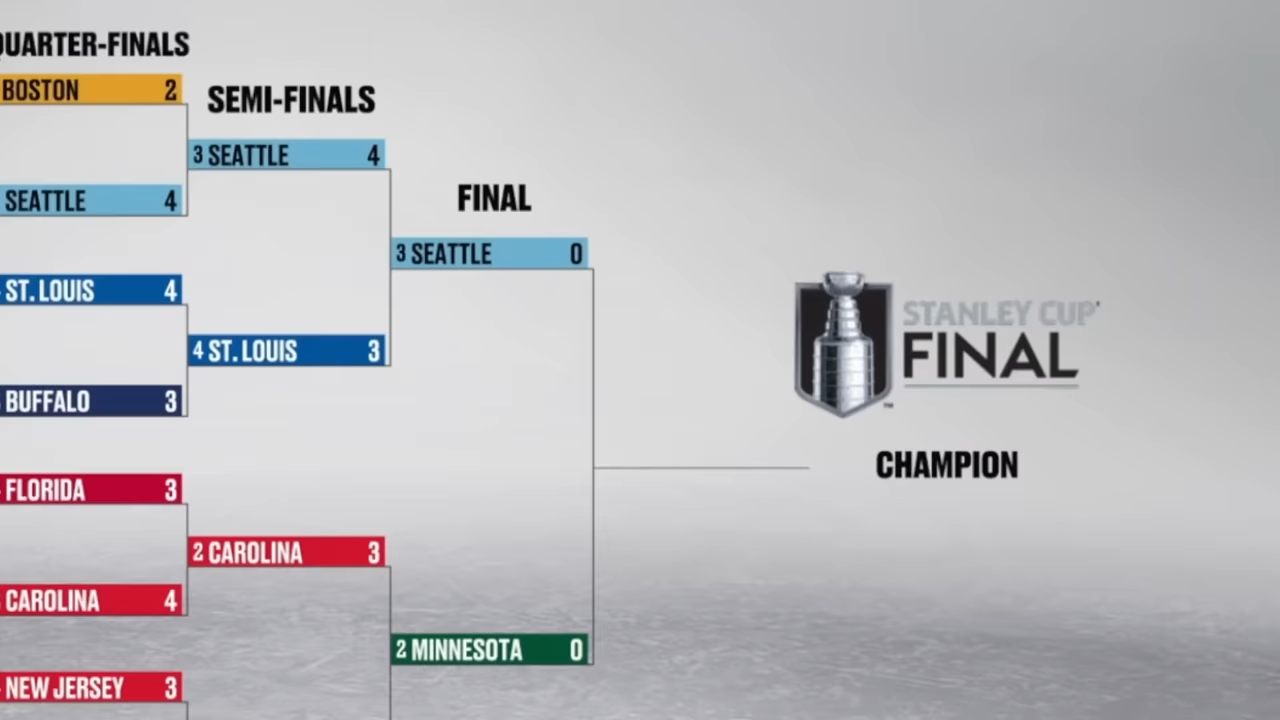 QUARTER-FINALS
BOSTON 2
SEMI-FINALS
3 SEATTLE 4
SEATTLE 4
FINAL
3 SEATTLE 0
ST. LOUIS 4
STANLEY CUP
FINAL
4 ST. LOUIS 3
BUFFALO 3
CHAMPION
FLORIDA 3
2 CAROLINA 3
CAROLINA 4
2 MINNESOTA 0
NEW JERSEY 3